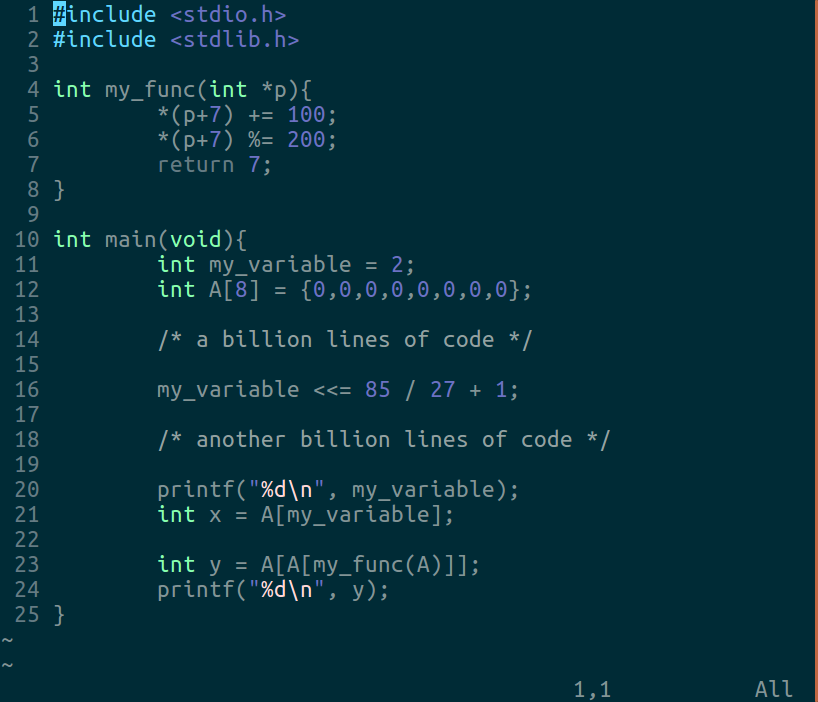 1 #include <stdio.h>
2 #include <stdlib.h>
3
4 int my_func(int *p){
5         *(p+7) += 100;
6         *(p+7) %= 200;
7         return 7;
8 }
9
10 int main(void){
11         int my_variable = 2;
12         int A[8] = {0,0,0,0,0,0,0,0};
13
14         /* a billion lines of code */
15
16         my_variable <<= 85 / 27 + 1;
17
18         /* another billion lines of code */
19
20         printf("%d\n", my_variable);
21         int x = A[my_variable];
22
23         int y = A[A[my_func(A)]];
24         printf("%d\n", y);
25 }
~
~
1,1 All